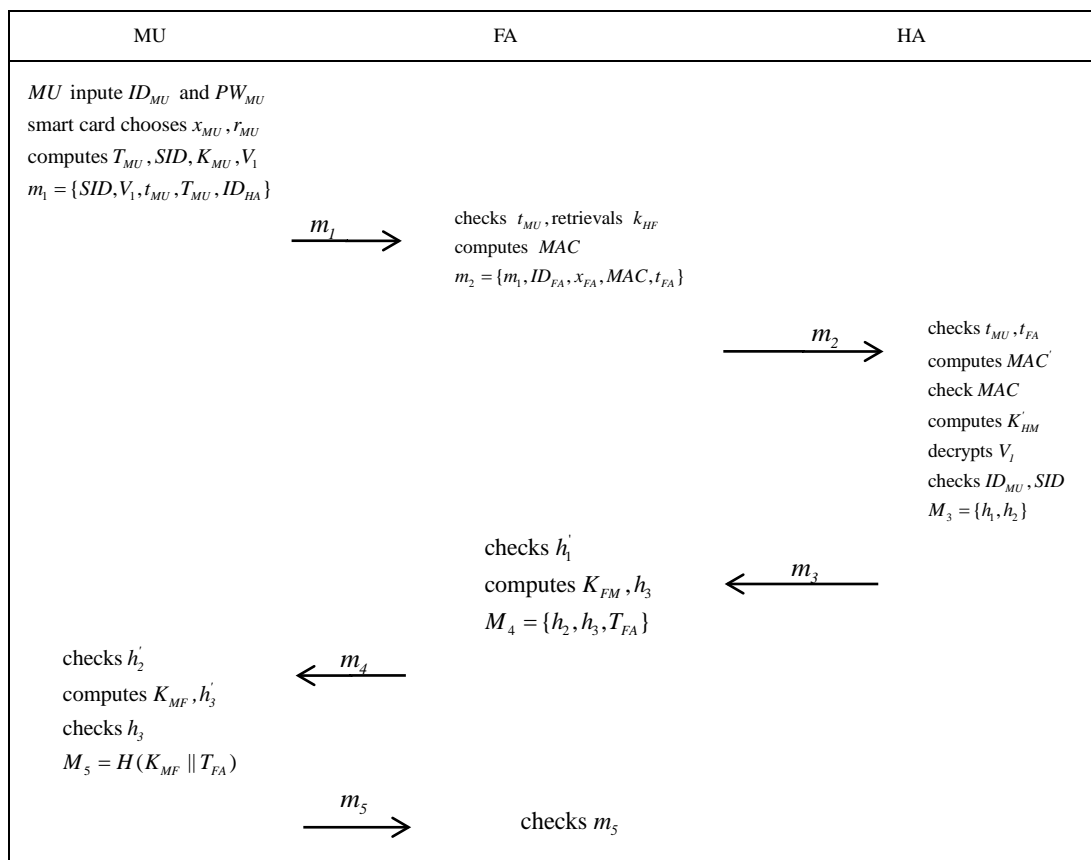 MU FA HA
MU inpute ID_MU and PW_MU
smart card chooses x_MU, r_MU
computes T_MU, SID, K_MU, V_1
m_1 = {SID, V_1, t_MU, T_MU, ID_HA}
m_1
checks t_MU, retrievals k_HF
computes MAC
m_2 = {m_1, ID_FA, x_FA, MAC, t_FA}
m_2
checks t_MU, t_FA
computes MAC'
check MAC
computes K'_HM
decrypts V_1
checks ID_MU, SID
M_3 = {h_1, h_2}
m_3
checks h'_1
computes K_FM, h_3
M_4 = {h_2, h_3, T_FA}
m_4
checks h'_2
computes K_MF, h'_3
checks h_3
M_5 = H(K_MF || T_FA)
m_5
checks m_5